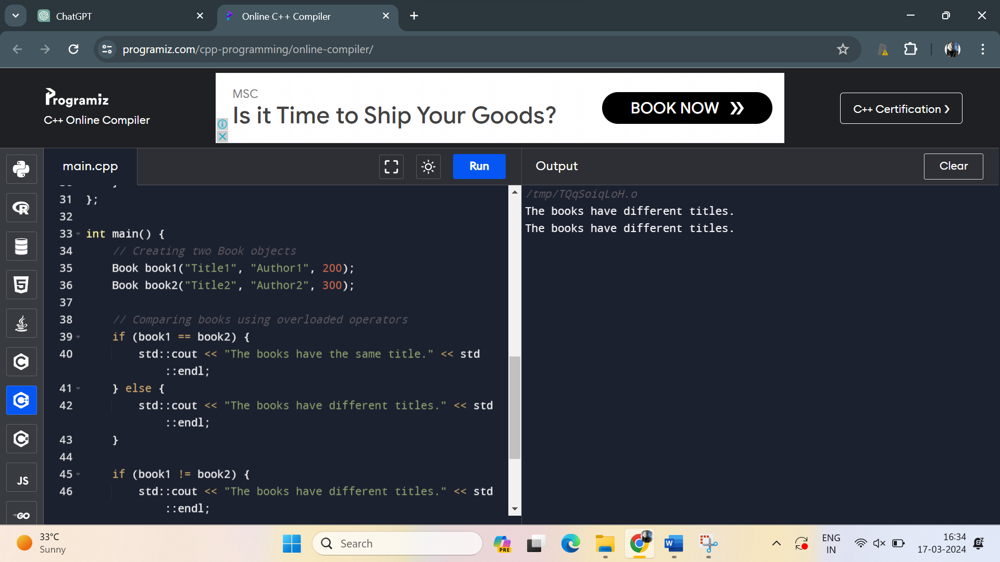 ChatGPT
Online C++ Compiler
programiz.com/cpp-programming/online-compiler/
Programiz
C++ Online Compiler
MSC
Is it Time to Ship Your Goods?
BOOK NOW
C++ Certification
main.cpp
Run
Output
Clear
31 };
32
33 int main() {
34 // Creating two Book objects
35 Book book1("Title1", "Author1", 200);
36 Book book2("Title2", "Author2", 300);
37
38 // Comparing books using overloaded operators
39 if (book1 == book2) {
40 std::cout << "The books have the same title." << std
::endl;
41 } else {
42 std::cout << "The books have different titles." << std
::endl;
43 }
44
45 if (book1 != book2) {
46 std::cout << "The books have different titles." << std
::endl;
/tmp/TQqSoiqLoH.o
The books have different titles.
The books have different titles.
JS
GO
33°C
Sunny
Search
PRE
ENG
IN
16:34
17-03-2024